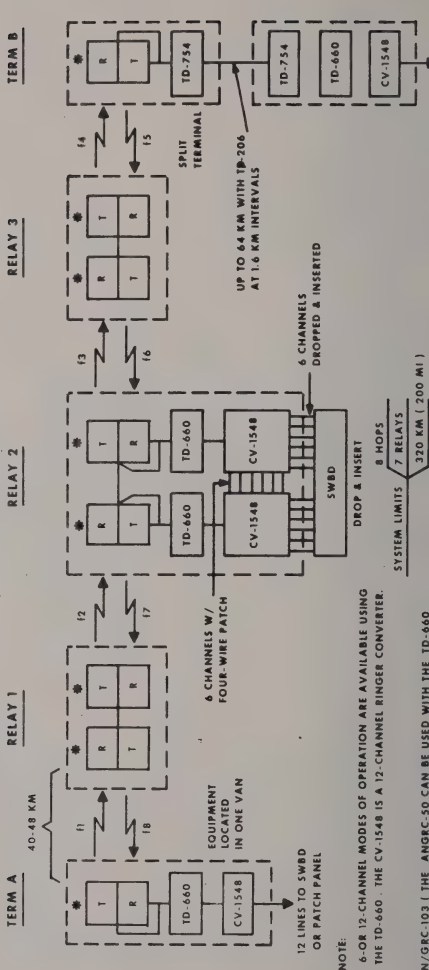 TERM A
RELAY 1
RELAY 2
RELAY 3
TERM B
40-48 KM
*
T
R
TD-660
CV-1548
EQUIPMENT
LOCATED
IN ONE VAN
12 LINES TO SWBD
OR PATCH PANEL
f1
f8
*
R
T
*
T
R
f2
f7
*
R
T
*
T
R
TD-660
TD-660
CV-1548
CV-1548
SWBD
6 CHANNELS W/
FOUR-WIRE PATCH
6 CHANNELS
DROPPED & INSERTED
DROP & INSERT
f3
f6
*
R
T
*
T
R
f4
f5
*
R
T
TD-754
SPLIT
TERMINAL
TD-754
TD-660
CV-1548
UP TO 64 KM WITH TD-206
AT 1.6 KM INTERVALS
8 HOPS
SYSTEM LIMITS 7 RELAYS
320 KM (200 MI)
NOTE:
6-OR 12-CHANNEL MODES OF OPERATION ARE AVAILABLE USING
THE TD-660. THE CV-1548 IS A 12-CHANNEL RINGER CONVERTER.
N/GRC-103 (THE ANGRC-50 CAN BE USED WITH THE TD-660